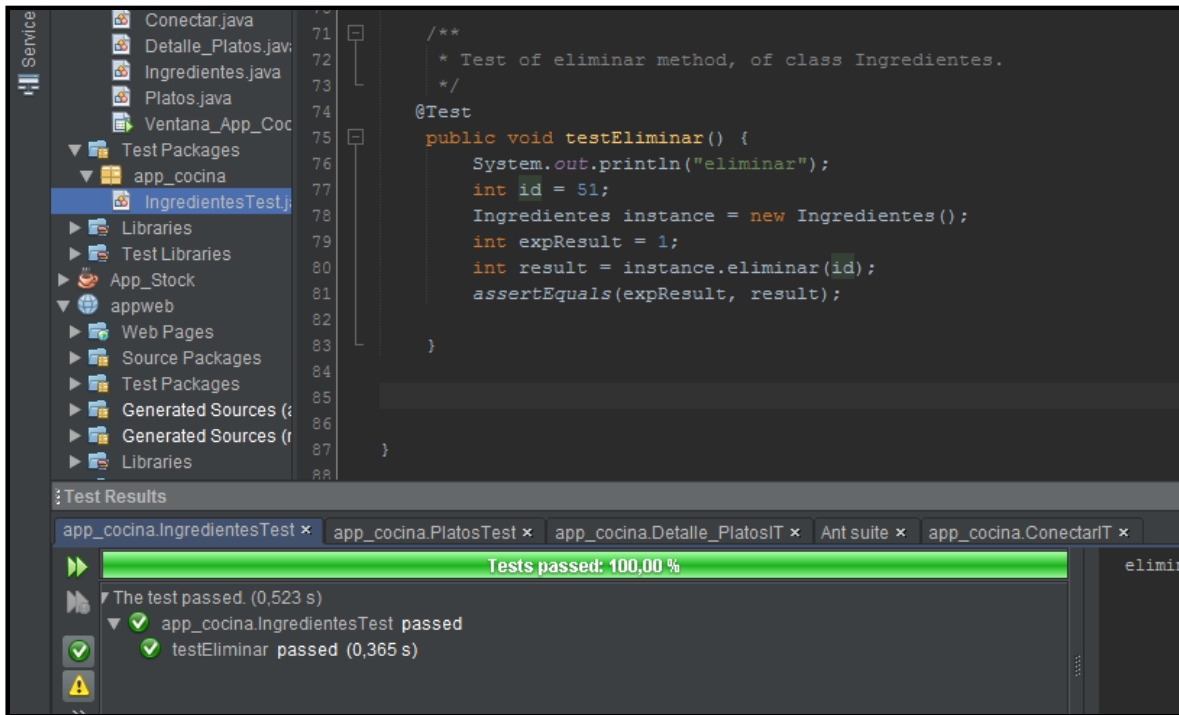 Service
Conectar.java
Detalle_Platos.java
Ingredientes.java
Platos.java
Ventana_App_Coc
Test Packages
app_cocina
IngredientesTest.j
Libraries
Test Libraries
App_Stock
appweb
Web Pages
Source Packages
Test Packages
Generated Sources (a
Generated Sources (r
Libraries
71 /**
72 * Test of eliminar method, of class Ingredientes.
73 */
74 @Test
75 public void testEliminar() {
76 System.out.println("eliminar");
77 int id = 51;
78 Ingredientes instance = new Ingredientes();
79 int expResult = 1;
80 int result = instance.eliminar(id);
81 assertEquals(expResult, result);
82
83 }
84
85
86
87 }
88
Test Results
app_cocina.IngredientesTest × app_cocina.PlatosTest × app_cocina.Detalle_PlatosIT × Ant suite × app_cocina.ConectarIT ×
Tests passed: 100,00 %
elimin
The test passed. (0,523 s)
app_cocina.IngredientesTest passed
testEliminar passed (0,365 s)